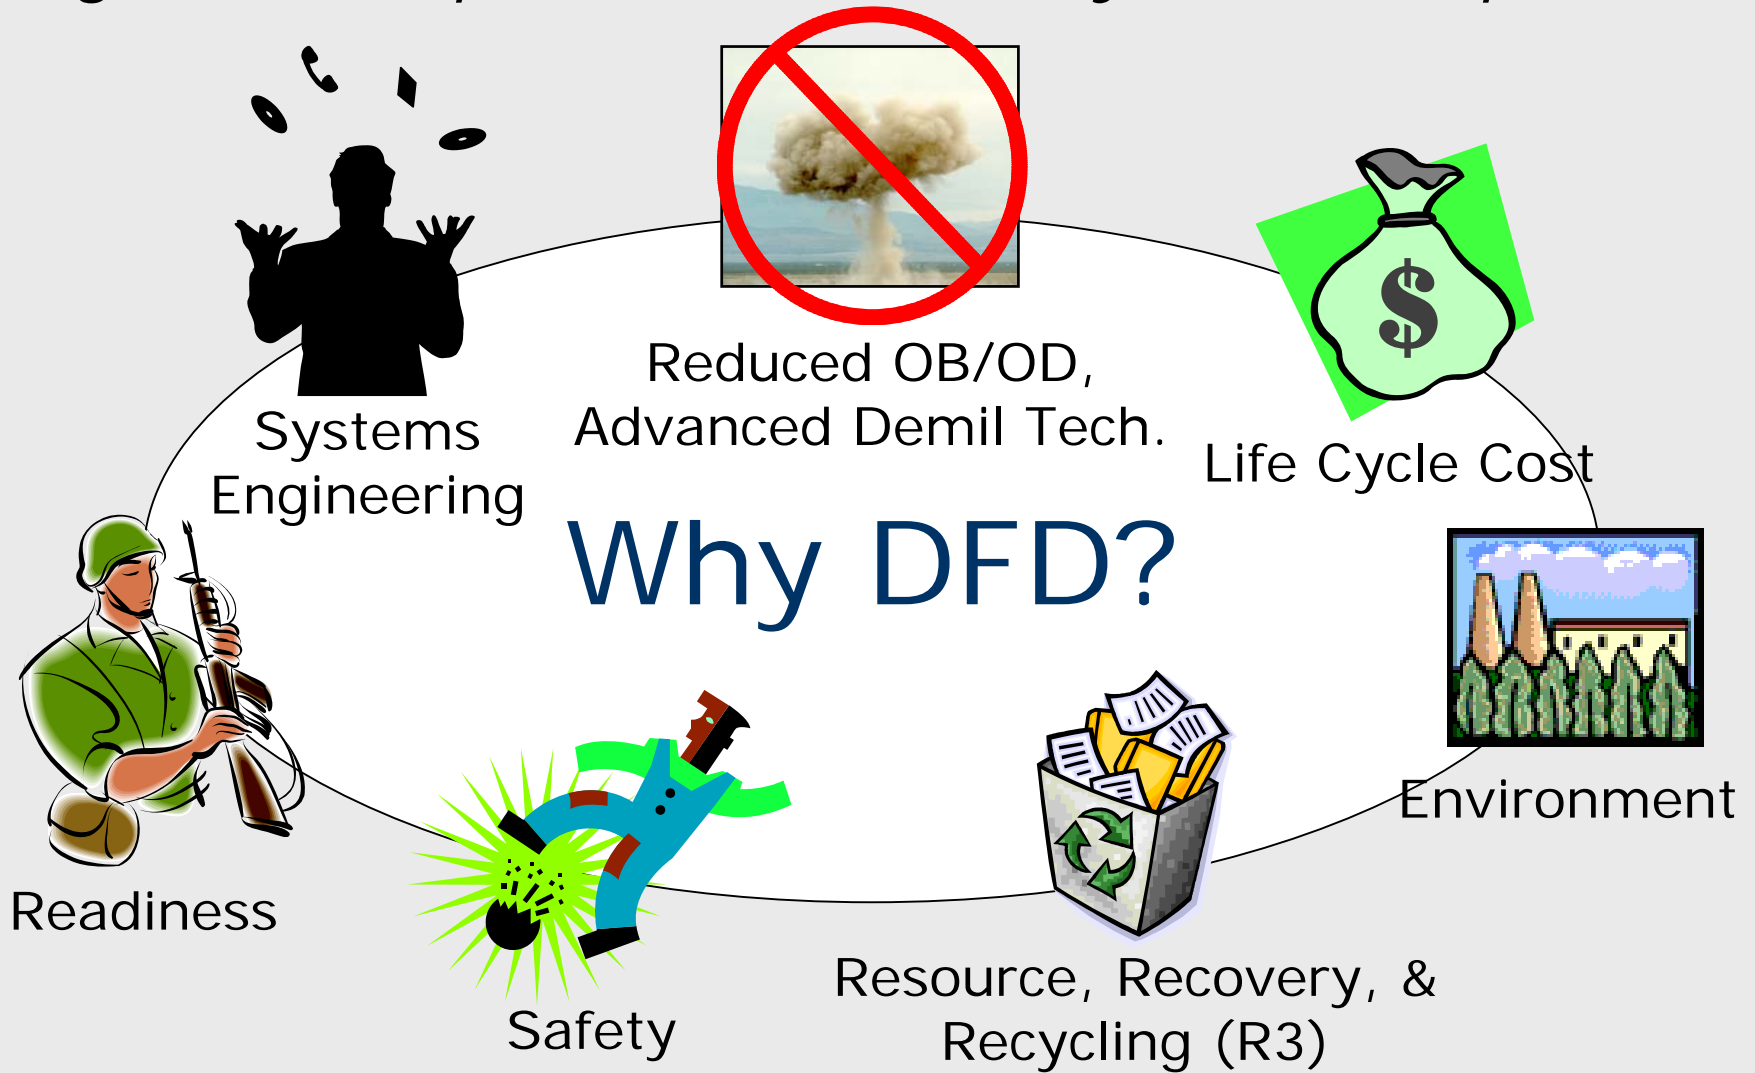 Reduced OB/OD,
Advanced Demil Tech.
Systems
Engineering
Life Cycle Cost
Why DFD?
$
Environment
Readiness
Safety
Resource, Recovery, &
Recycling (R3)